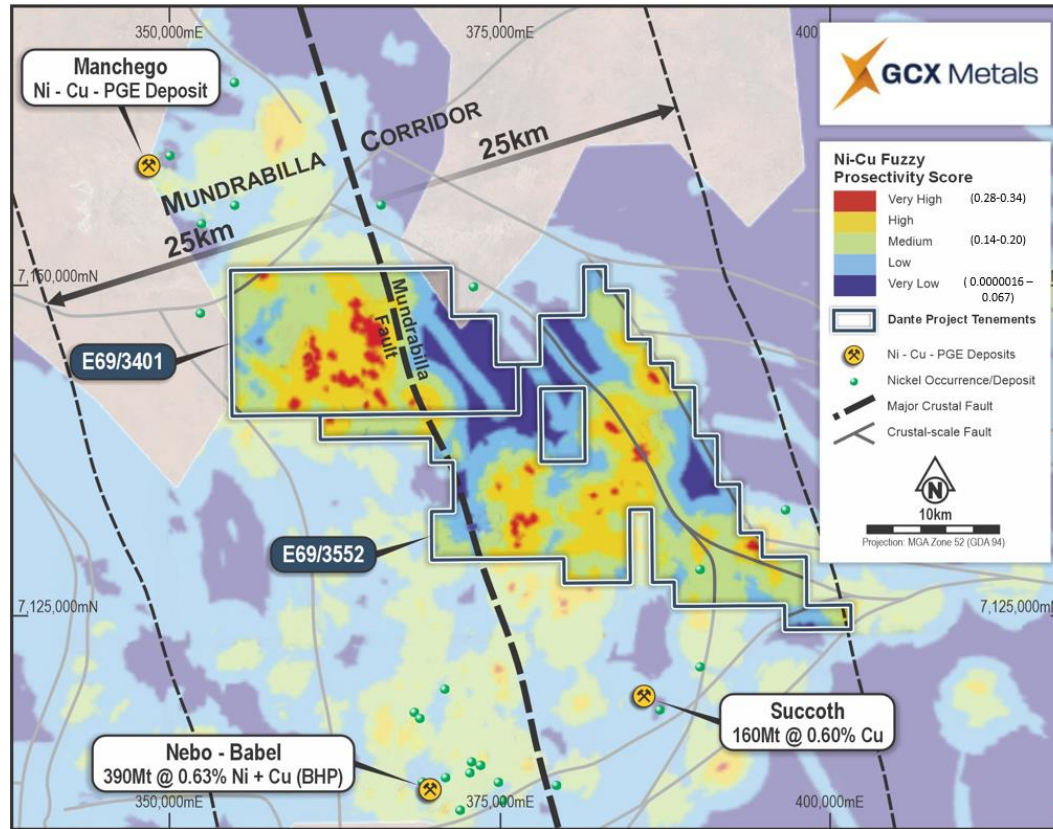 350,000mE
375,000mE
400
Manchego
Ni - Cu - PGE Deposit
GCX Metals
MUNDRABILLA CORRIDOR
25km
25km
Ni-Cu Fuzzy
Prosectivity Score
Very High (0.28-0.34)
High
Medium (0.14-0.20)
Low
Very Low ( 0.0000016 –
0.067)
Dante Project Tenements
Ni - Cu - PGE Deposits
Nickel Occurrence/Deposit
Major Crustal Fault
Crustal-scale Fault
N
10km
Projection: MGA Zone 52 (GDA 94)
7,150,000mN
Mundrabilla
Fault
E69/3401
E69/3552
7,125,000mN
7,125,000mN
Succoth
160Mt @ 0.60% Cu
Nebo - Babel
390Mt @ 0.63% Ni + Cu (BHP)
350,000mE
375,000mE
400,000mE